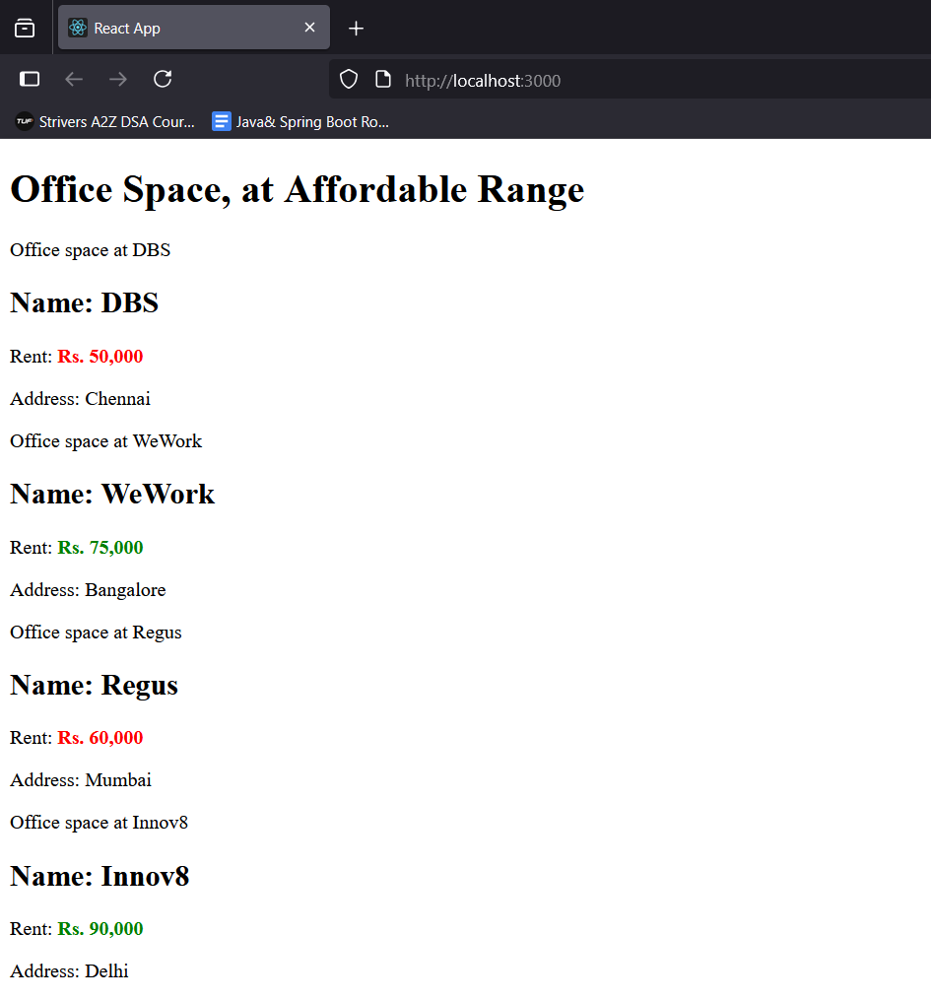 React App
http://localhost:3000
TUF Strivers A2Z DSA Cour... Java& Spring Boot Ro...
Office Space, at Affordable Range
Office space at DBS
Name: DBS
Rent: Rs. 50,000
Address: Chennai
Office space at WeWork
Name: WeWork
Rent: Rs. 75,000
Address: Bangalore
Office space at Regus
Name: Regus
Rent: Rs. 60,000
Address: Mumbai
Office space at Innov8
Name: Innov8
Rent: Rs. 90,000
Address: Delhi